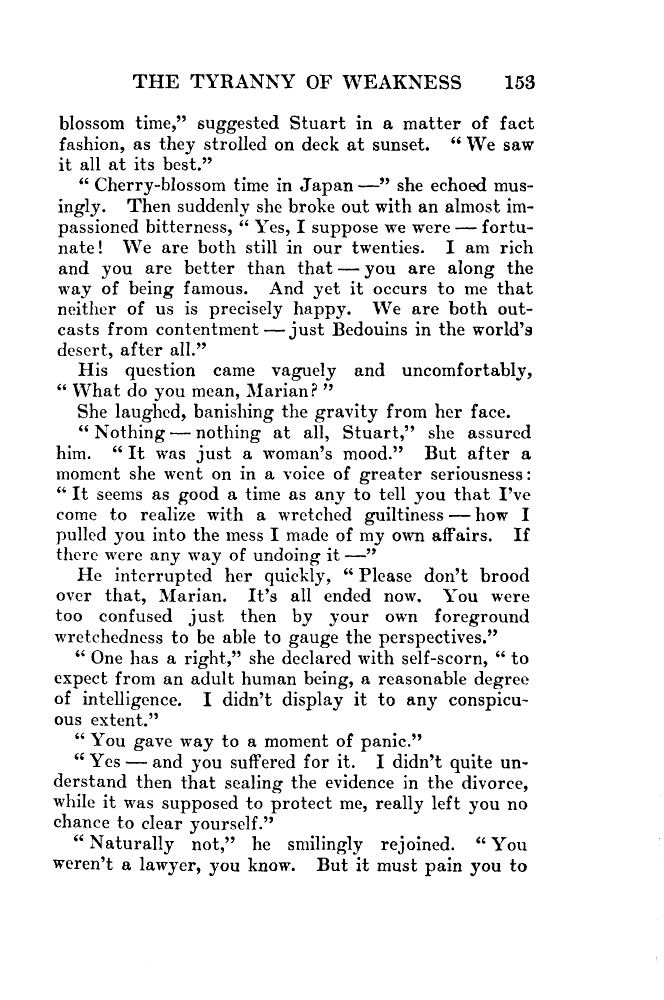 THE TYRANNY OF WEAKNESS 153
blossom time,” suggested Stuart in a matter of fact
fashion, as they strolled on deck at sunset. “ We saw
it all at its best.”
“ Cherry-blossom time in Japan —” she echoed mus-
ingly. Then suddenly she broke out with an almost im-
passioned bitterness, “ Yes, I suppose we were — fortu-
nate! We are both still in our twenties. I am rich
and you are better than that — you are along the
way of being famous. And yet it occurs to me that
neither of us is precisely happy. We are both out-
casts from contentment — just Bedouins in the world’s
desert, after all.”
His question came vaguely and uncomfortably,
“ What do you mean, Marian? ”
She laughed, banishing the gravity from her face.
“ Nothing — nothing at all, Stuart,” she assured
him. “ It was just a woman’s mood.” But after a
moment she went on in a voice of greater seriousness:
“ It seems as good a time as any to tell you that I’ve
come to realize with a wretched guiltiness — how I
pulled you into the mess I made of my own affairs. If
there were any way of undoing it —”
He interrupted her quickly, “ Please don’t brood
over that, Marian. It’s all ended now. You were
too confused just then by your own foreground
wretchedness to be able to gauge the perspectives.”
“ One has a right,” she declared with self-scorn, “ to
expect from an adult human being, a reasonable degree
of intelligence. I didn’t display it to any conspicu-
ous extent.”
“ You gave way to a moment of panic.”
“ Yes — and you suffered for it. I didn’t quite un-
derstand then that sealing the evidence in the divorce,
while it was supposed to protect me, really left you no
chance to clear yourself.”
“ Naturally not,” he smilingly rejoined. “ You
weren’t a lawyer, you know. But it must pain you to